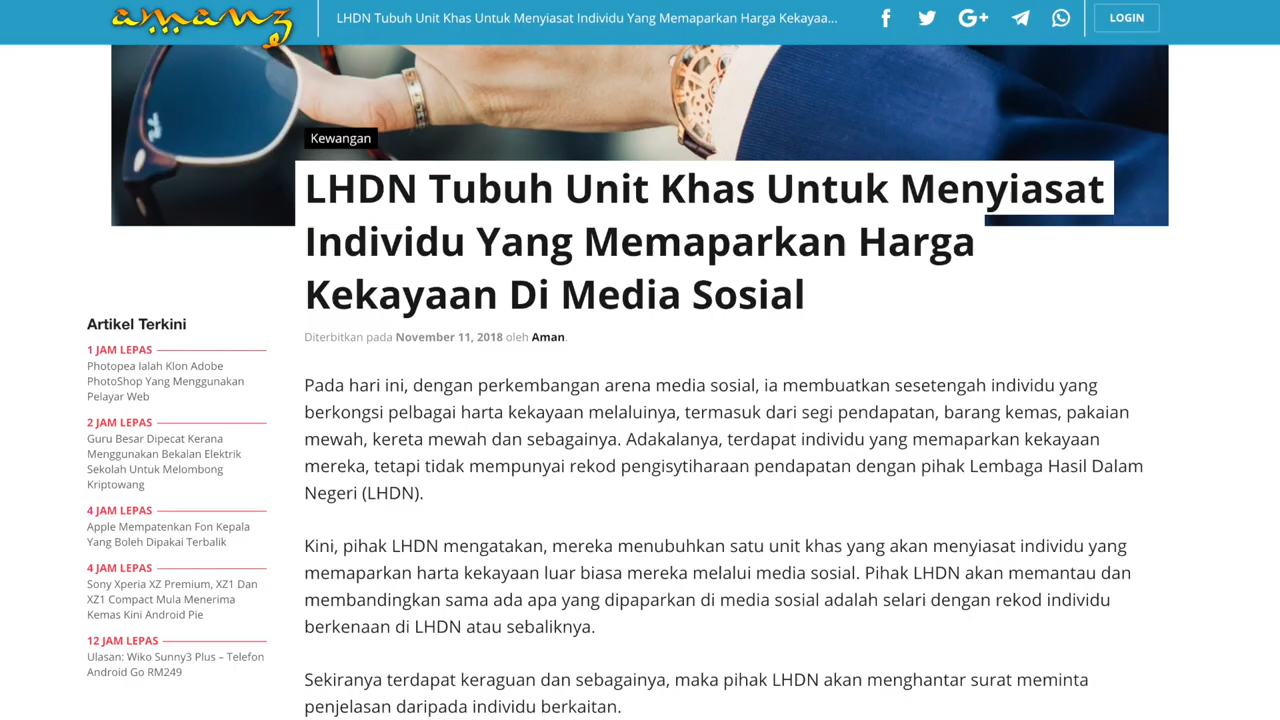 amanz
LHDN Tubuh Unit Khas Untuk Menyiasat Individu Yang Memaparkan Harga Kekayaa...
LOGIN
Kewangan
LHDN Tubuh Unit Khas Untuk Menyiasat
Individu Yang Memaparkan Harga
Kekayaan Di Media Sosial
Diterbitkan pada November 11, 2018 oleh Aman.
Artikel Terkini
1 JAM LEPAS
Photopea Ialah Klon Adobe
PhotoShop Yang Menggunakan
Pelayar Web
2 JAM LEPAS
Guru Besar Dipecat Kerana
Menggunakan Bekalan Elektrik
Sekolah Untuk Melombong
Kriptowang
4 JAM LEPAS
Apple Mempatenkan Fon Kepala
Yang Boleh Dipakai Terbalik
4 JAM LEPAS
Sony Xperia XZ Premium, XZ1 Dan
XZ1 Compact Mula Menerima
Kemas Kini Android Pie
12 JAM LEPAS
Ulasan: Wiko Sunny3 Plus – Telefon
Android Go RM249
Pada hari ini, dengan perkembangan arena media sosial, ia membuatkan sesetengah individu yang
berkongsi pelbagai harta kekayaan melaluinya, termasuk dari segi pendapatan, barang kemas, pakaian
mewah, kereta mewah dan sebagainya. Adakalanya, terdapat individu yang memaparkan kekayaan
mereka, tetapi tidak mempunyai rekod pengisytiharaan pendapatan dengan pihak Lembaga Hasil Dalam
Negeri (LHDN).
Kini, pihak LHDN mengatakan, mereka menubuhkan satu unit khas yang akan menyiasat individu yang
memaparkan harta kekayaan luar biasa mereka melalui media sosial. Pihak LHDN akan memantau dan
membandingkan sama ada apa yang dipaparkan di media sosial adalah selari dengan rekod individu
berkenaan di LHDN atau sebaliknya.
Sekiranya terdapat keraguan dan sebagainya, maka pihak LHDN akan menghantar surat meminta
penjelasan daripada individu berkaitan.